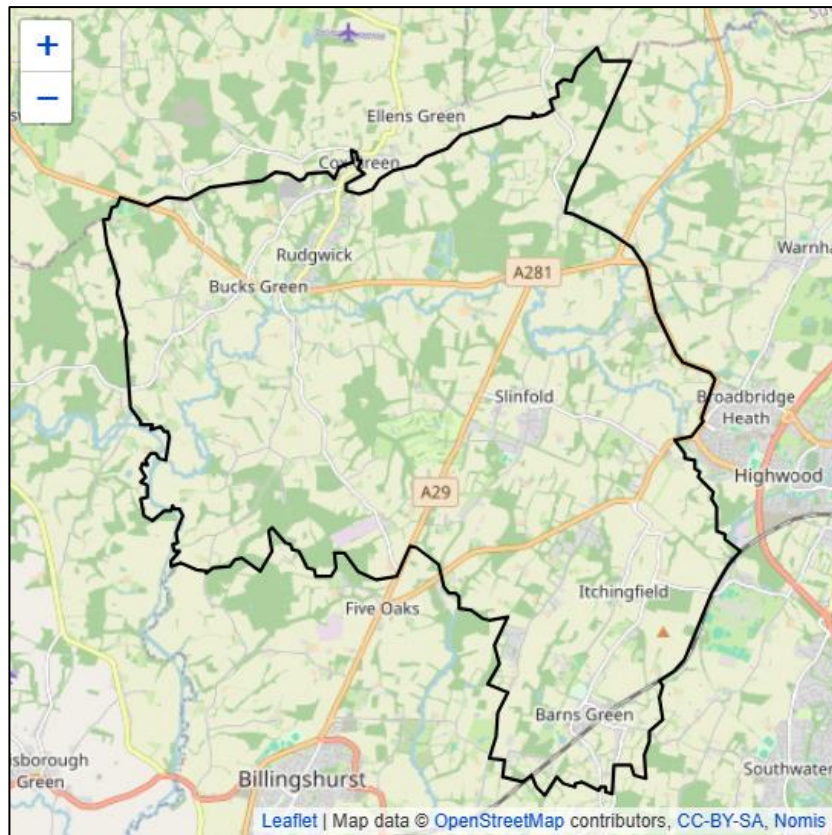 +
−
Ellens Green
Cox Green
Rudgwick
Warnha
Bucks Green
A281
Slinfold
Broadbridge
Heath
Highwood
A29
Itchingfield
Five Oaks
Barns Green
isborough
Green
Billingshurst
Southwater
Leaflet | Map data © OpenStreetMap contributors, CC-BY-SA, Nomis